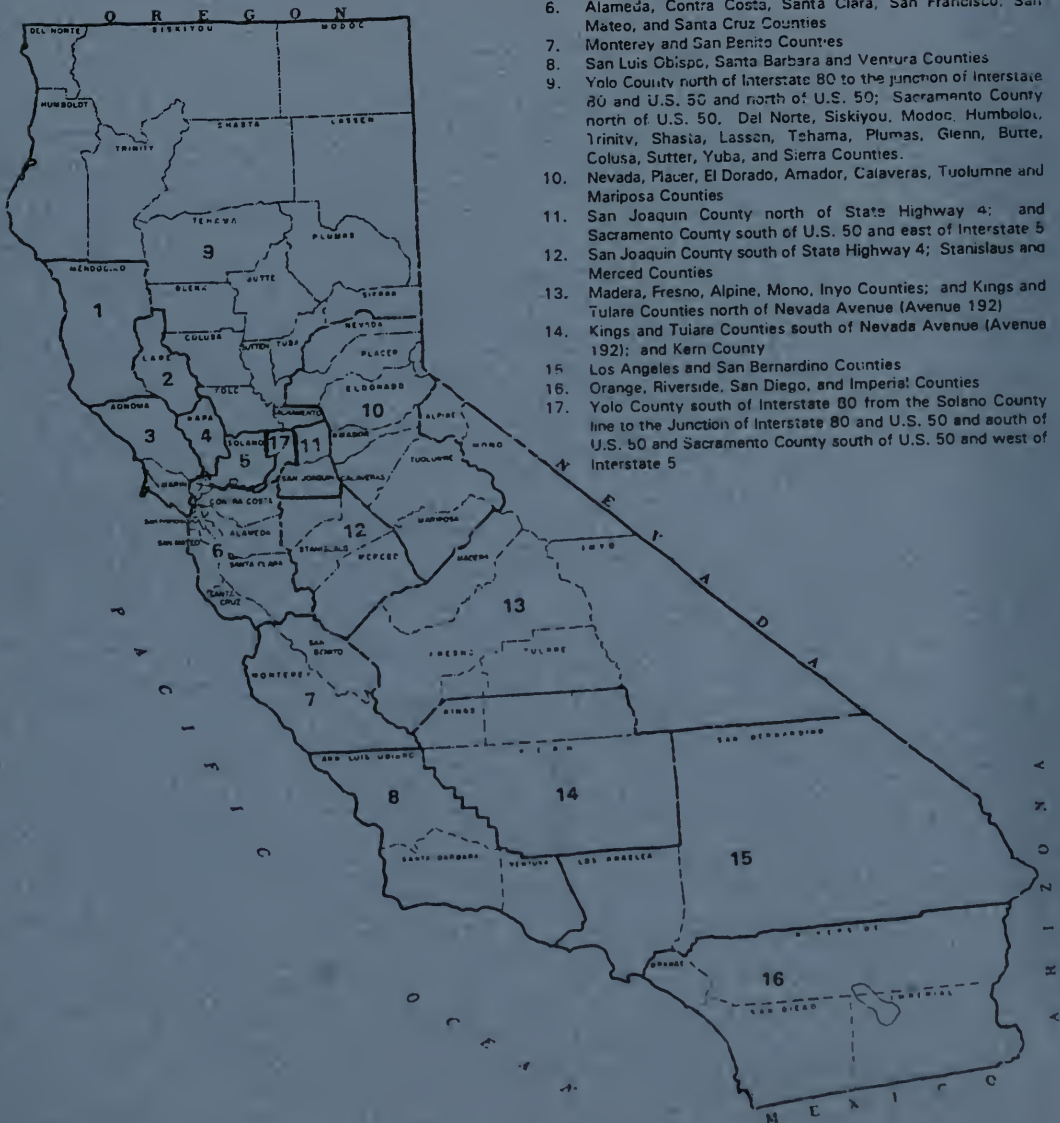 6. Alameda, Contra Costa, Santa Clara, San Francisco, San
Mateo, and Santa Cruz Counties
7. Monterey and San Benito Counties
8. San Luis Obispo, Santa Barbara and Ventura Counties
9. Yolo County north of Interstate 80 to the junction of Interstate
80 and U.S. 50 and north of U.S. 50; Sacramento County
north of U.S. 50. Del Norte, Siskiyou, Modoc, Humbolot,
Trinity, Shasta, Lassen, Tehama, Plumas, Glenn, Butte,
Colusa, Sutter, Yuba, and Sierra Counties.
10. Nevada, Placer, El Dorado, Amador, Calaveras, Tuolumne and
Mariposa Counties
11. San Joaquin County north of State Highway 4; and
Sacramento County south of U.S. 50 and east of Interstate 5
12. San Joaquin County south of State Highway 4; Stanislaus and
Merced Counties
13. Madera, Fresno, Alpine, Mono, Inyo Counties; and Kings and
Tulare Counties north of Nevada Avenue (Avenue 192)
14. Kings and Tulare Counties south of Nevada Avenue (Avenue
192); and Kern County
15 Los Angeles and San Bernardino Counties
16. Orange, Riverside, San Diego, and Imperial Counties
17. Yolo County south of Interstate 80 from the Solano County
line to the Junction of Interstate 80 and U.S. 50 and south of
U.S. 50 and Sacramento County south of U.S. 50 and west of
Interstate 5
OREGON
DEL NORTE
SISKIYOU
MODOC
HUMBOLDT
TRINITY
SHASTA
LASSEN
TEHAMA
9
PLUMAS
MENDOCINO
1
GLENN
BUTTE
SIERRA
LAKE
2
COLUSA
SUTTER
YUBA
NEVADA
PLACER
YOLO
EL DORADO
10
SONOMA
3
NAPA
4
SOLANO
5
17
11
SACRAMENTO
AMADOR
ALPINE
MONO
MARIN
CONTRA COSTA
SAN JOAQUIN
CALAVERAS
TUOLUMNE
NEVADA
SAN MATEO
ALAMEDA
6
SANTA CLARA
STANISLAUS
12
MERCED
MARIPOSA
MADERA
INYO
SANTA
CRUZ
13
SAN
BENITO
FRESNO
TULARE
MONTEREY
7
KINGS
SAN LUIS OBISPO
KERN
SAN BERNARDINO
8
14
SANTA BARBARA
VENTURA
LOS ANGELES
15
ORANGE
RIVERSIDE
16
SAN DIEGO
IMPERIAL
PACIFIC
OCEAN
MEXICO